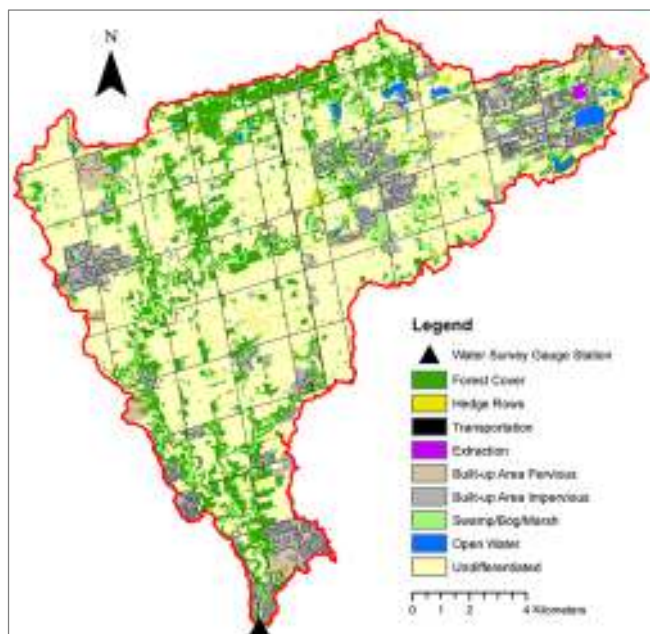 N
Legend
Water Survey Gauge Station
Forest Cover
Hedge Rows
Transportation
Extraction
Built-up Area Pervious
Built-up Area Impervious
Swamp/Bog/Marsh
Open Water
Undifferentiated
0 2 4 Kilometers